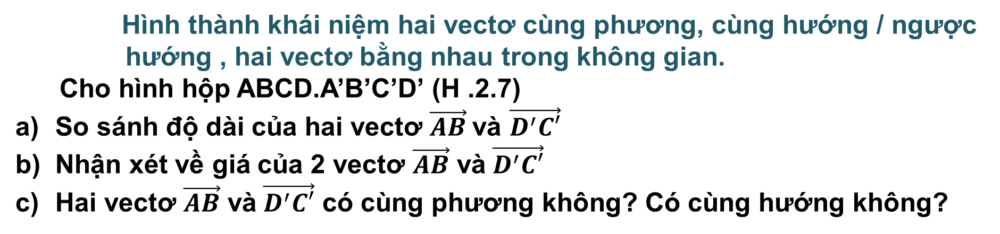 Hình thành khái niệm hai vectơ cùng phương, cùng hướng / ngược
hướng , hai vectơ bằng nhau trong không gian.
Cho hình hộp ABCD.A’B’C’D’ (H .2.7)
a) So sánh độ dài của hai vectơ $\overrightarrow{AB}$ và $\overrightarrow{D'C'}$
b) Nhận xét về giá của 2 vectơ $\overrightarrow{AB}$ và $\overrightarrow{D'C'}$
c) Hai vectơ $\overrightarrow{AB}$ và $\overrightarrow{D'C'}$ có cùng phương không? Có cùng hướng không?